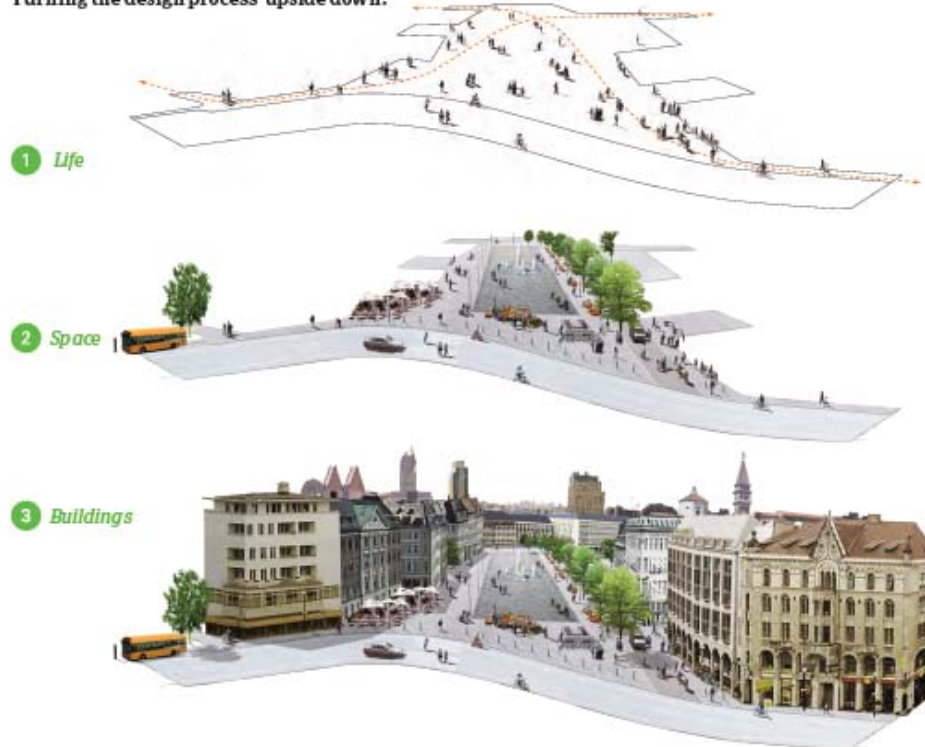 Turning the design process upside down.
1 Life
2 Space
3 Buildings